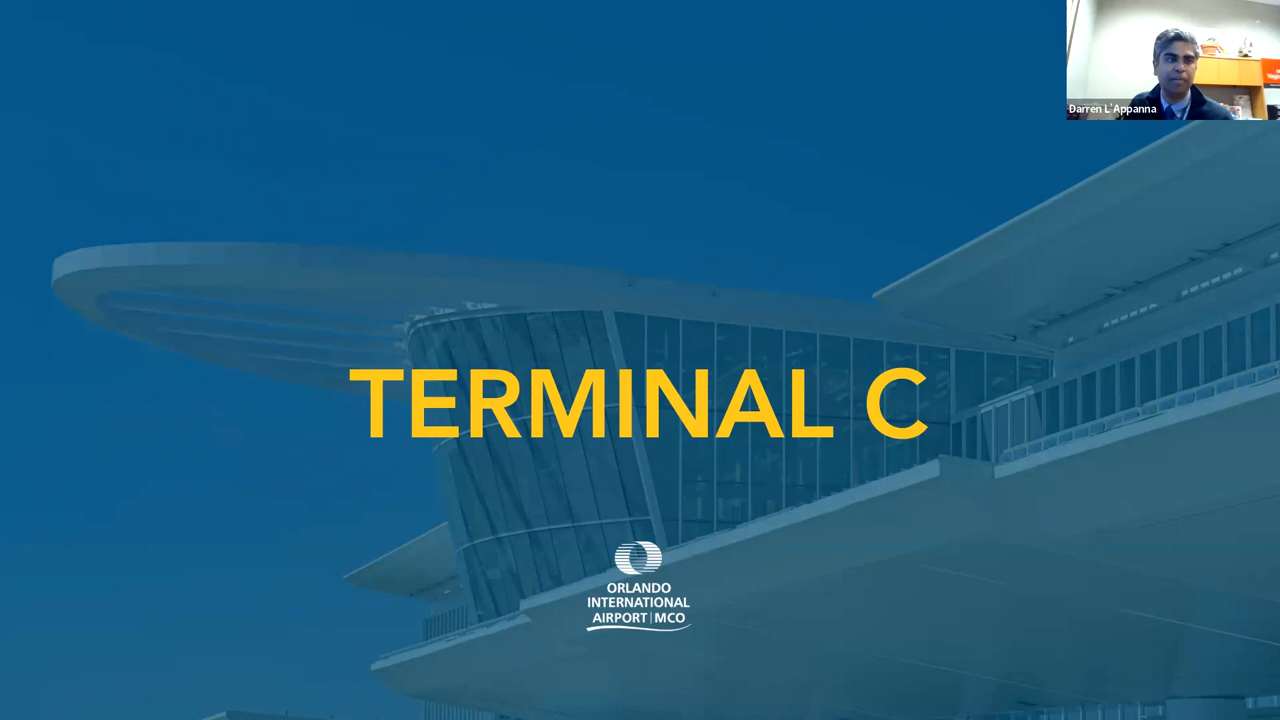 Darren L'Appanna
TERMINAL C
ORLANDO
INTERNATIONAL
AIRPORT | MCO